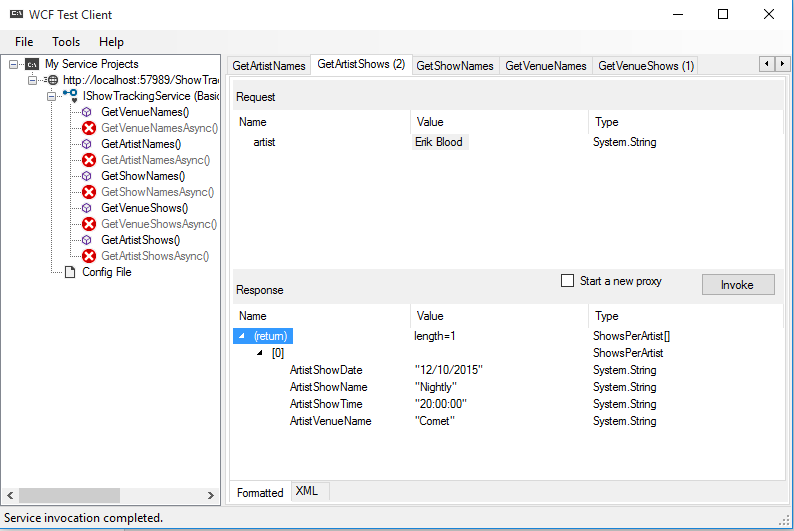 WCF Test Client
File Tools Help
My Service Projects
http://localhost:57989/ShowTra
IShowTrackingService (Basic
GetVenueNames()
GetVenueNamesAsync()
GetArtistNames()
GetArtistNamesAsync()
GetShowNames()
GetShowNamesAsync()
GetVenueShows()
GetVenueShowsAsync()
GetArtistShows()
GetArtistShowsAsync()
Config File
GetArtistNames GetArtistShows (2) GetShowNames GetVenueNames GetVenueShows (1)
Request
Name Value Type
artist Erik Blood System.String
Response Start a new proxy Invoke
Name Value Type
(return) length=1 ShowsPerArtist[]
[0] ShowsPerArtist
ArtistShowDate "12/10/2015" System.String
ArtistShowName "Nightly" System.String
ArtistShowTime "20:00:00" System.String
ArtistVenueName "Comet" System.String
Formatted XML
Service invocation completed.